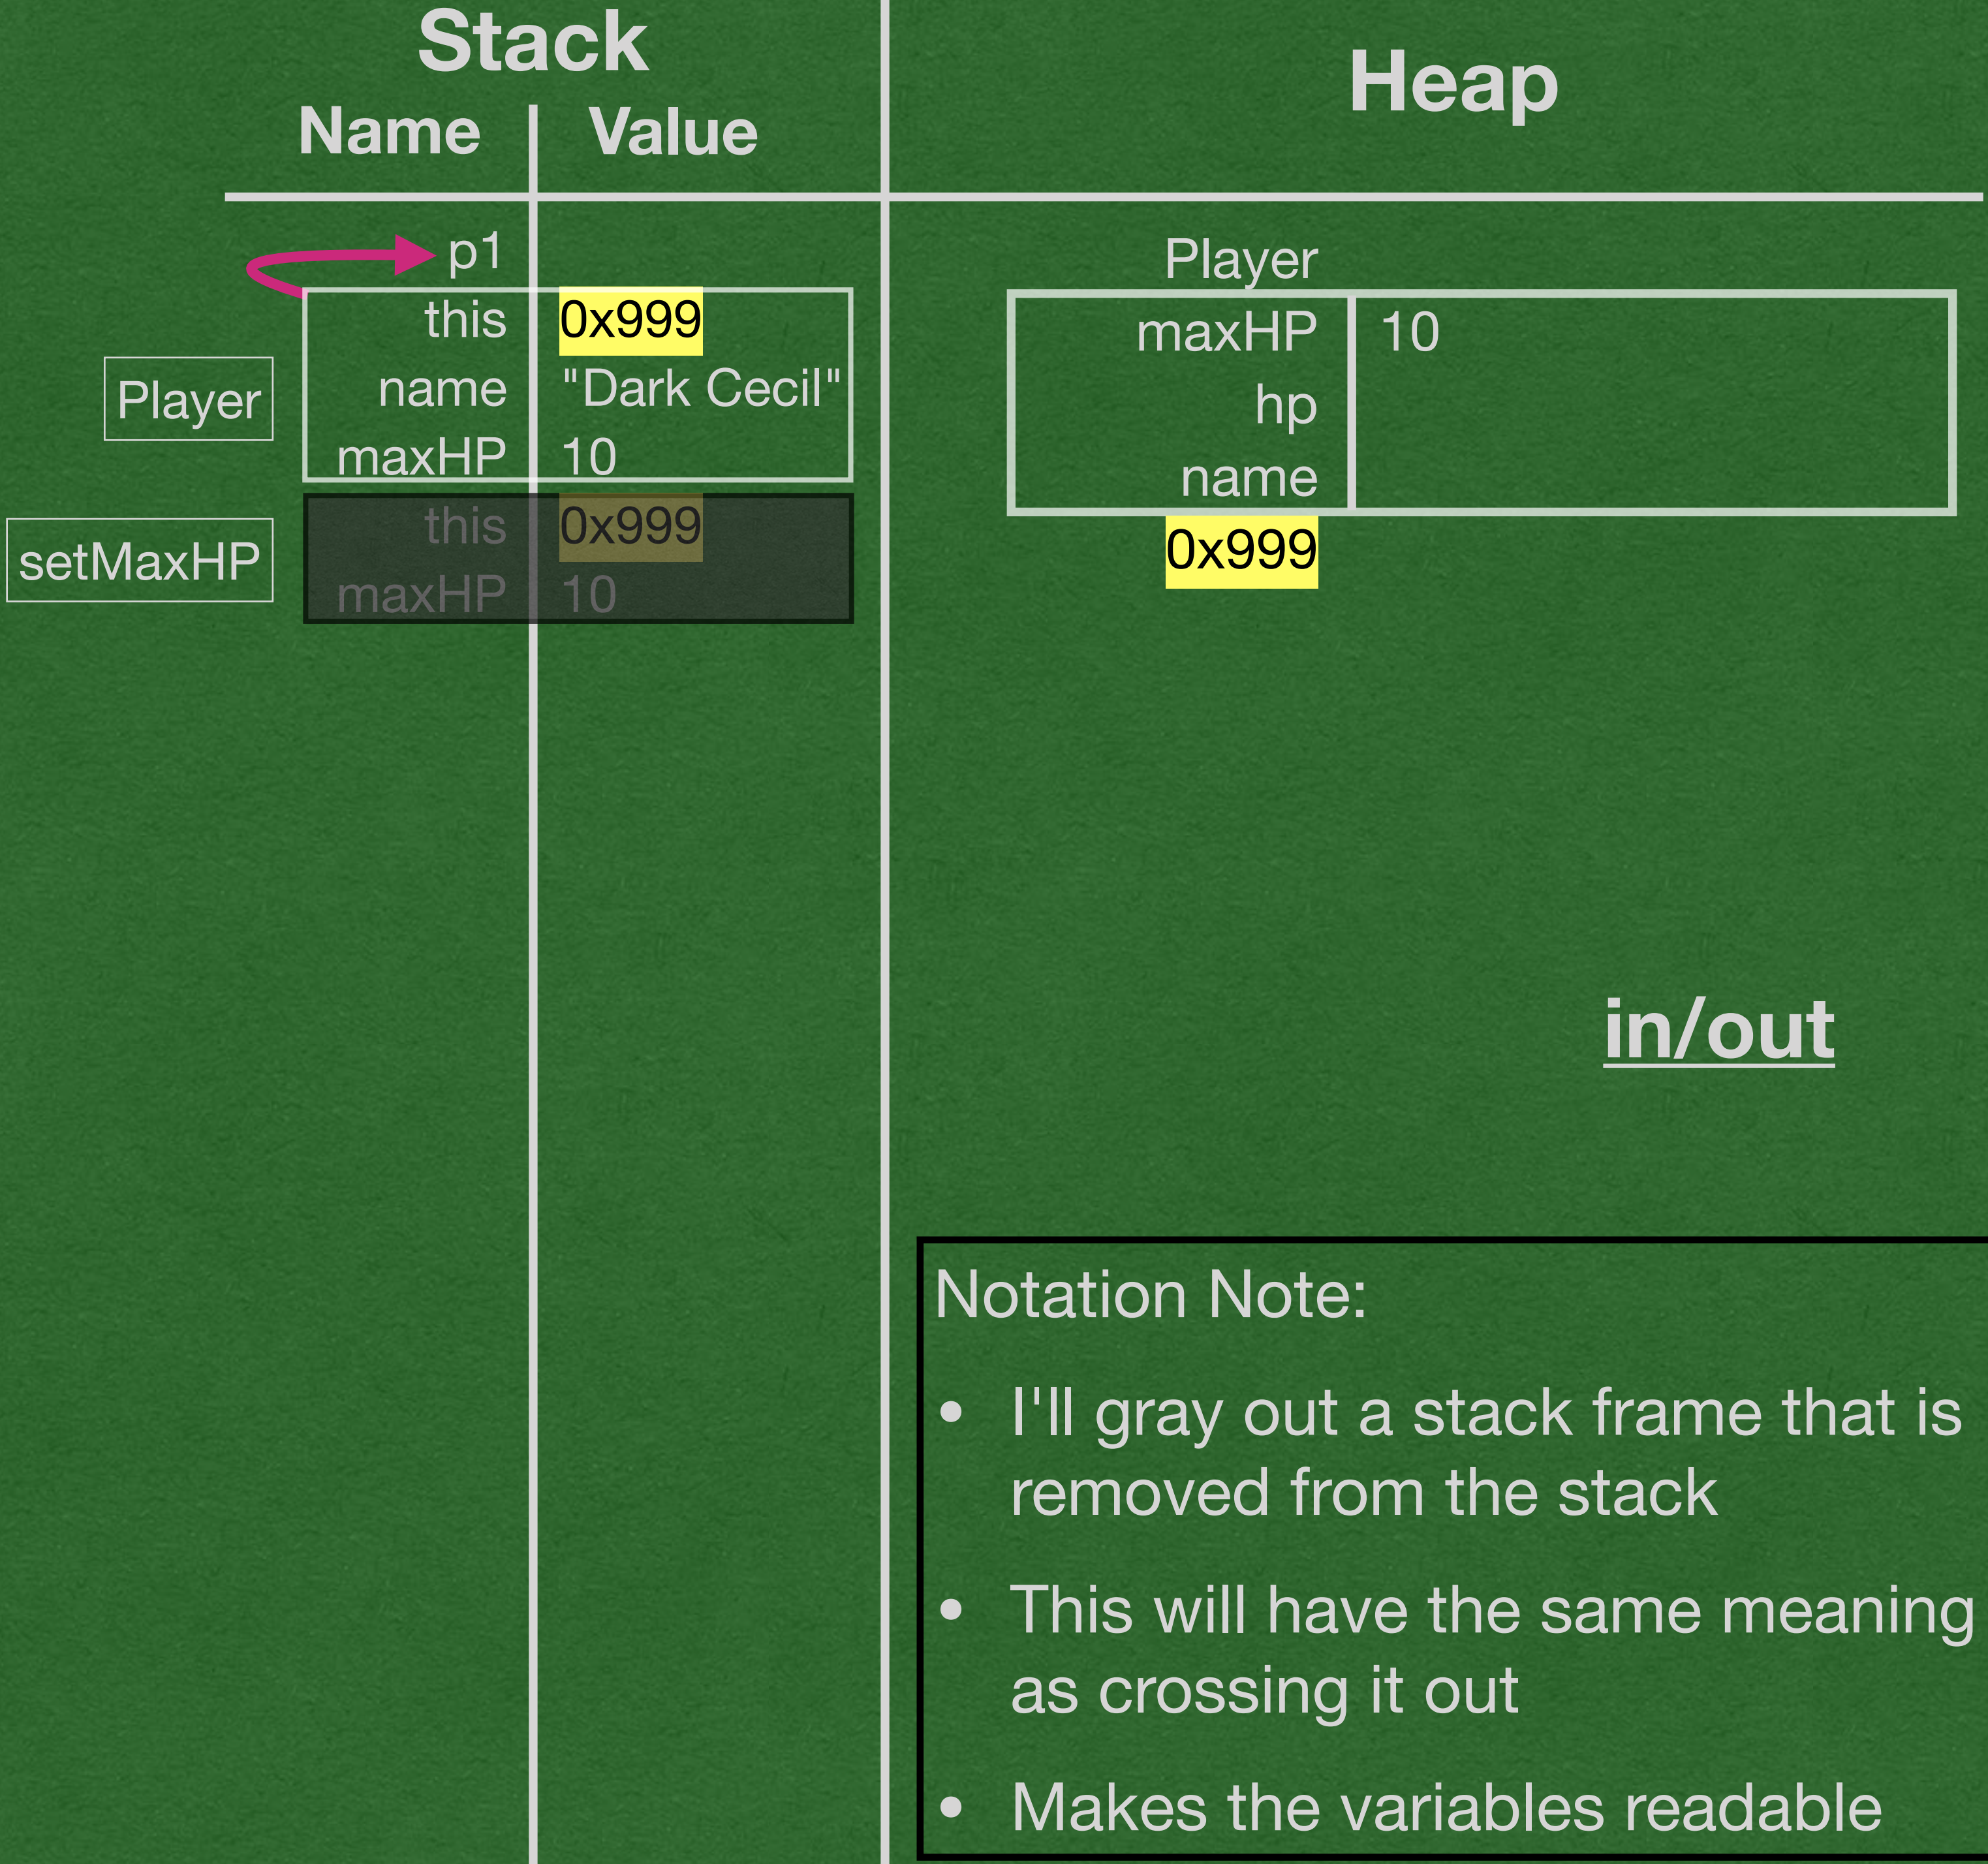 Stack
Heap
Name Value
p1
Player
this 0x999
maxHP 10
Player
name "Dark Cecil"
hp
maxHP 10
name
this 0x999
0x999
setMaxHP
maxHP 10
in/out
Notation Note:
• I'll gray out a stack frame that is
removed from the stack
• This will have the same meaning
as crossing it out
• Makes the variables readable